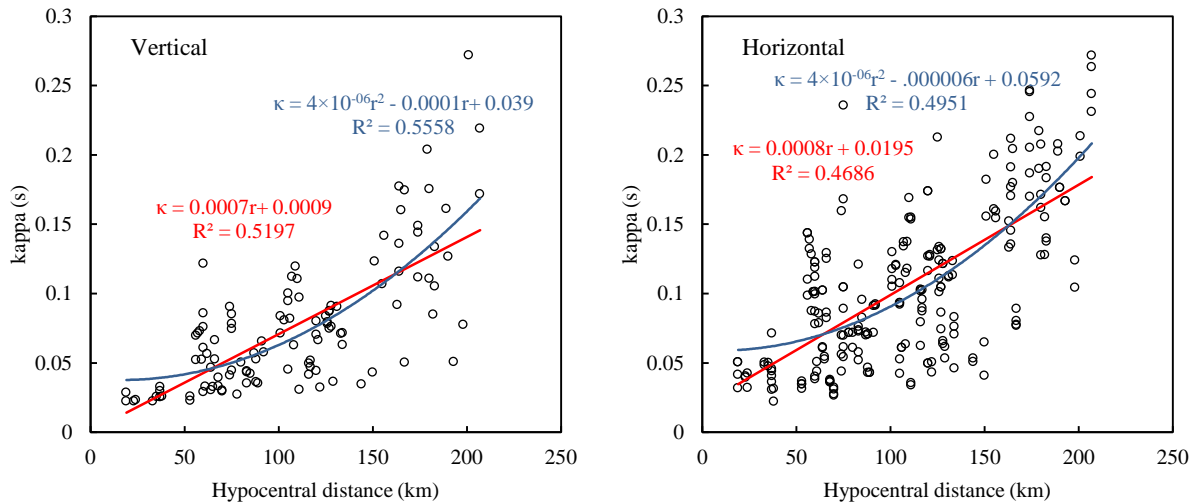 Vertical
κ = 4×10⁻⁰⁶r² - 0.0001r+ 0.039
R² = 0.5558
κ = 0.0007r+ 0.0009
R² = 0.5197
kappa (s)
0.3
0.25
0.2
0.15
0.1
0.05
0
0 50 100 150 200 250
Hypocentral distance (km)
Horizontal
κ = 4×10⁻⁰⁶r² - .000006r + 0.0592
R² = 0.4951
κ = 0.0008r + 0.0195
R² = 0.4686
kappa (s)
0.3
0.25
0.2
0.15
0.1
0.05
0
0 50 100 150 200 250
Hypocentral distance (km)